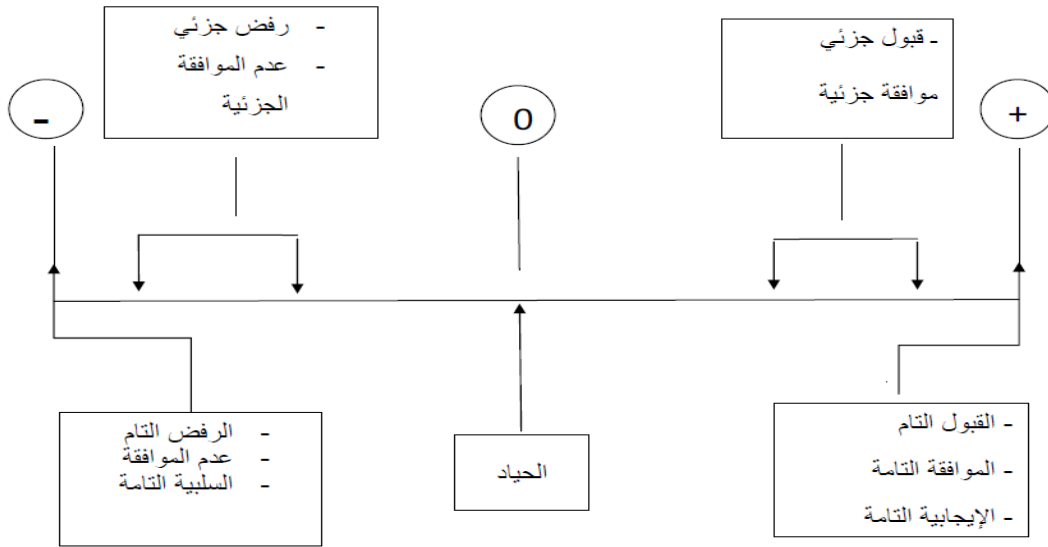 - قبول جزئي
موافقة جزئية
- رفض جزئي
- عدم الموافقة
الجزئية
+
0
-
- القبول التام
- الموافقة التامة
- الإيجابية التامة
الحياد
- الرفض التام
- عدم الموافقة
- السلبية التامة